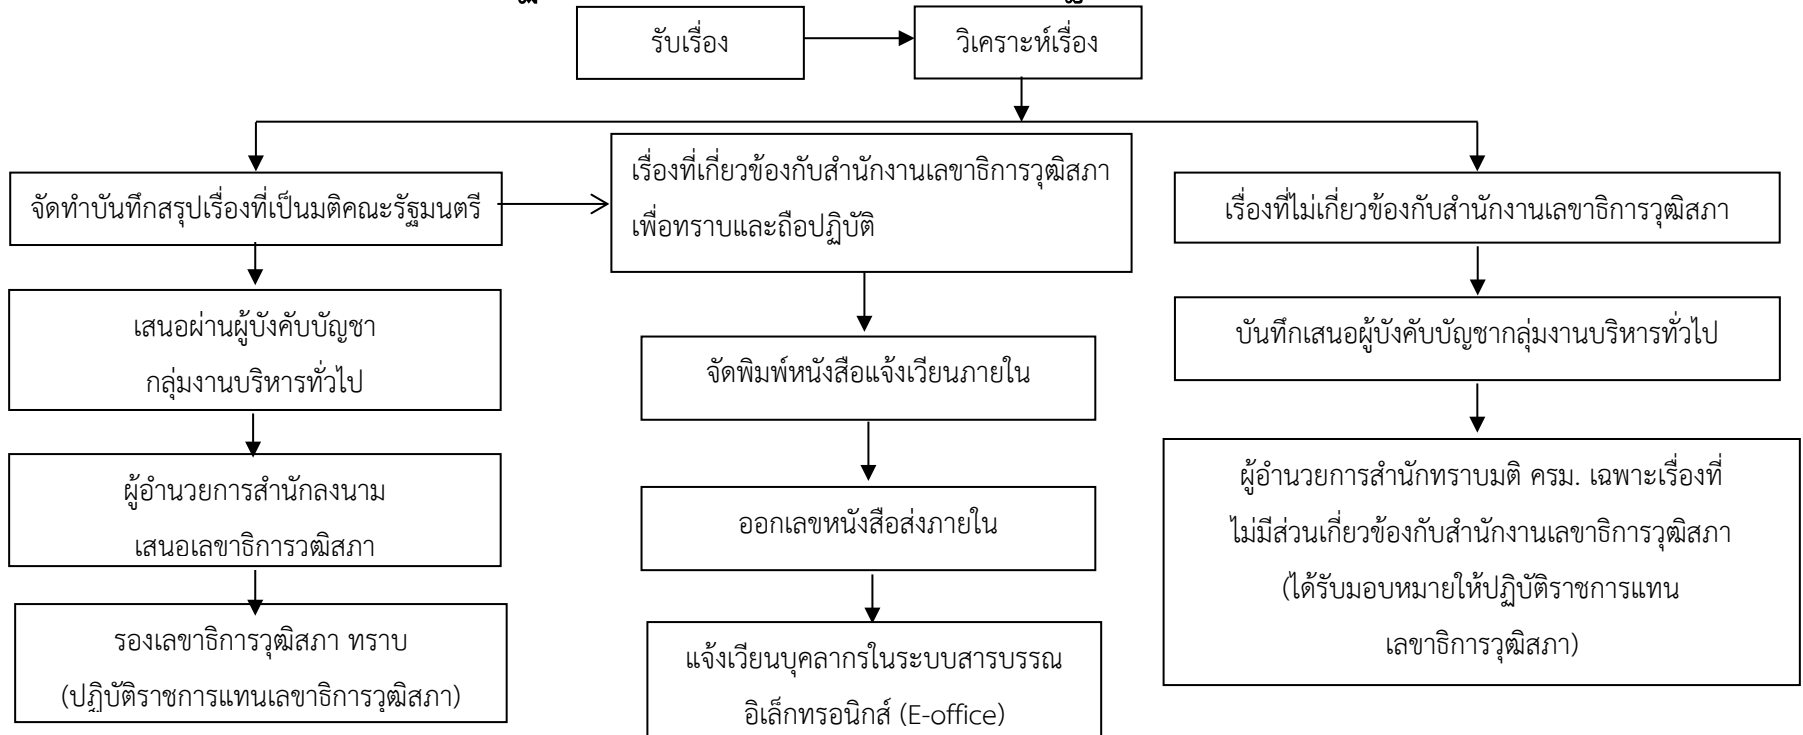 รับเรื่อง
วิเคราะห์เรื่อง
จัดทำบันทึกสรุปเรื่องที่เป็นมติคณะรัฐมนตรี
เสนอผ่านผู้บังคับบัญชา
กลุ่มงานบริหารทั่วไป
ผู้อำนวยการสำนักลงนาม
เสนอเลขาธิการวุฒิสภา
รองเลขาธิการวุฒิสภา ทราบ
(ปฏิบัติราชการแทนเลขาธิการวุฒิสภา)
เรื่องที่เกี่ยวข้องกับสำนักงานเลขาธิการวุฒิสภา
เพื่อทราบและถือปฏิบัติ
จัดพิมพ์หนังสือแจ้งเวียนภายใน
ออกเลขหนังสือส่งภายใน
แจ้งเวียนบุคลากรในระบบสารบรรณ
อิเล็กทรอนิกส์ (E-office)
เรื่องที่ไม่เกี่ยวข้องกับสำนักงานเลขาธิการวุฒิสภา
บันทึกเสนอผู้บังคับบัญชากลุ่มงานบริหารทั่วไป
ผู้อำนวยการสำนักทราบมติ ครม. เฉพาะเรื่องที่
ไม่มีส่วนเกี่ยวข้องกับสำนักงานเลขาธิการวุฒิสภา
(ได้รับมอบหมายให้ปฏิบัติราชการแทน
เลขาธิการวุฒิสภา)